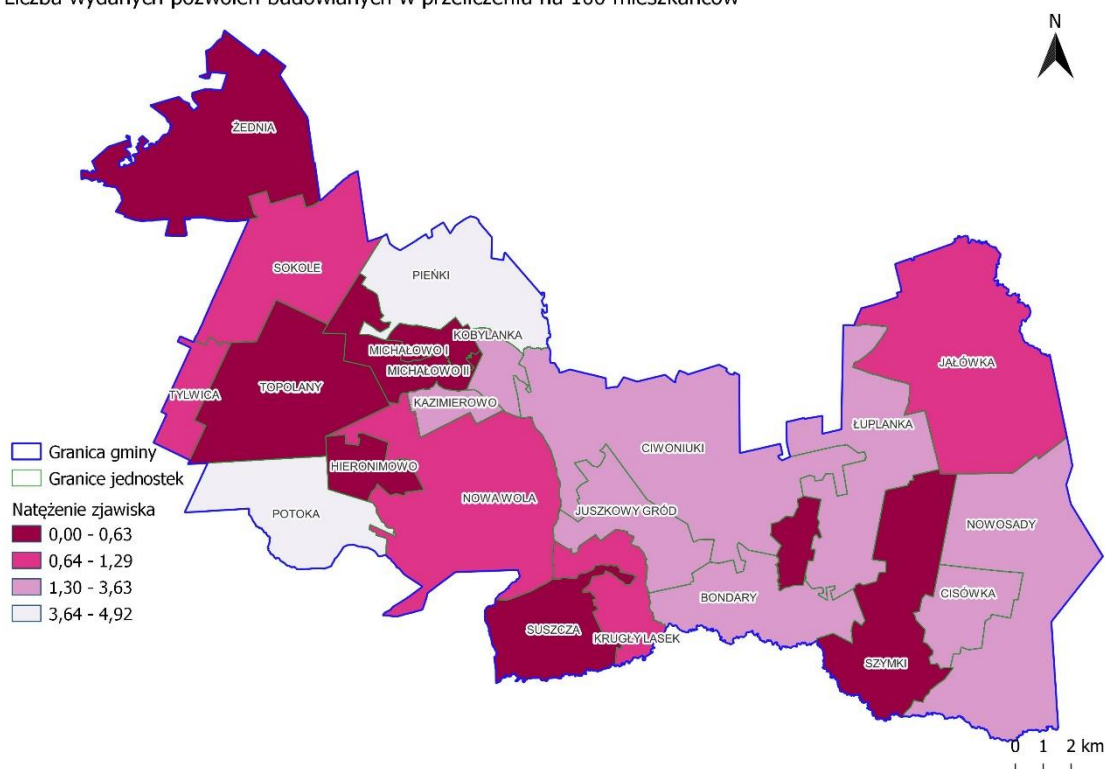 Liczba wydanych pozwoleń budowlanych w przeliczeniu na 100 mieszkańców
N
ŻEDNIA
SOKOLE
PIEŃKI
KOBYLANKA
MICHAŁOWO I
MICHAŁOWO II
JAŁÓWKA
TYLWICA
TOPOLANY
KAZIMIEROWO
ŁUPLANKA
CIWONIUKI
Granica gminy
HIERONIMOWO
Granice jednostek
NOWA WOLA
POTOKA
JUSZKOWY GRÓD
NOWOSADY
Natężenie zjawiska
0,00 - 0,63
0,64 - 1,29
1,30 - 3,63
3,64 - 4,92
BONDARY
CISÓWKA
SUSZCZA
KRUGŁY LASEK
SZYMKI
0 1 2 km